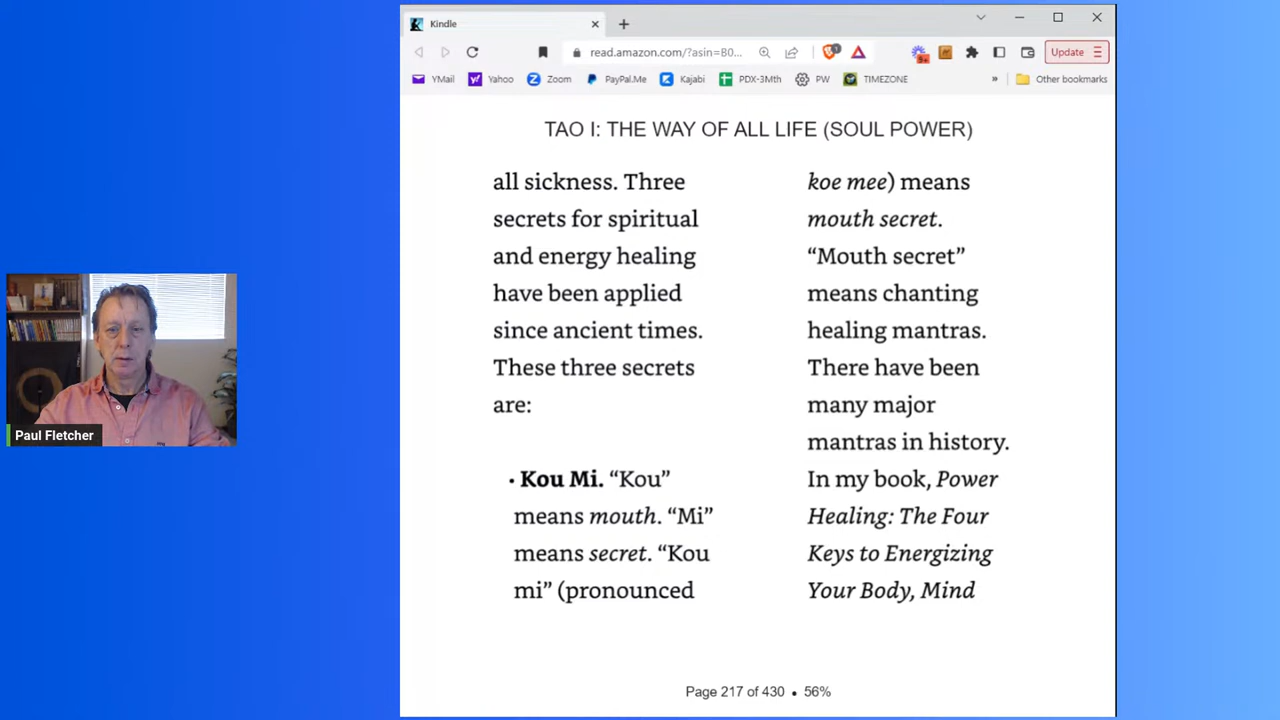 Kindle
read.amazon.com/?asin=B0...
9+
1
Update
YMail
Yahoo
Zoom
PayPal.Me
Kajabi
PDX-3Mth
PW
TIMEZONE
»
Other bookmarks
TAO I: THE WAY OF ALL LIFE (SOUL POWER)
all sickness. Three
secrets for spiritual
and energy healing
have been applied
since ancient times.
These three secrets
are:
• Kou Mi. “Kou”
means mouth. “Mi”
means secret. “Kou
mi” (pronounced
koe mee) means
mouth secret.
“Mouth secret”
means chanting
healing mantras.
There have been
many major
mantras in history.
In my book, Power
Healing: The Four
Keys to Energizing
Your Body, Mind
Page 217 of 430 • 56%
Paul Fletcher